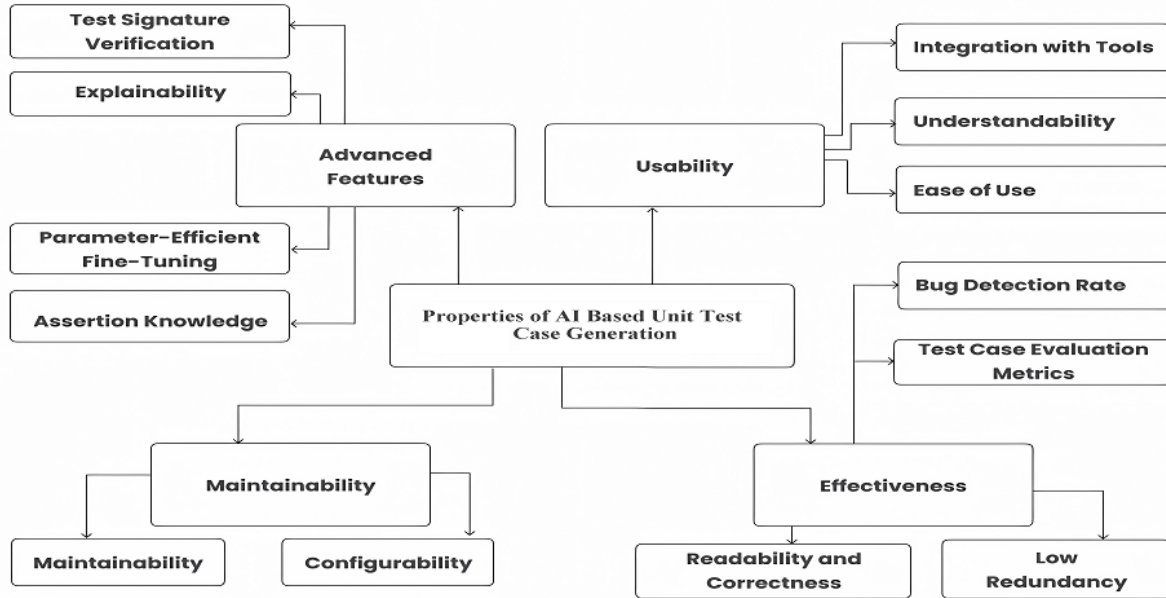 Test Signature
Verification
Explainability
Advanced
Features
Parameter-Efficient
Fine-Tuning
Assertion Knowledge
Usability
Integration with Tools
Understandability
Ease of Use
Properties of AI Based Unit Test
Case Generation
Bug Detection Rate
Test Case Evaluation
Metrics
Maintainability
Maintainability
Configurability
Effectiveness
Readability and
Correctness
Low
Redundancy